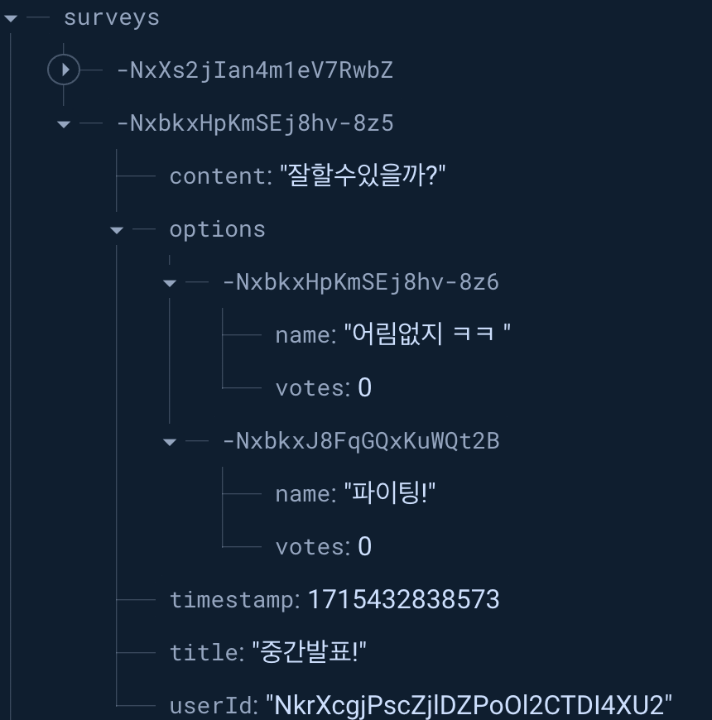 surveys
-NxXs2jIan4m1eV7RwbZ
-NxbkxHpKmSEj8hv-8z5
content: "잘할수있을까?"
options
-NxbkxHpKmSEj8hv-8z6
name: "어림없지 ㅋㅋ "
votes: 0
-NxbkxJ8FqGQxKuWQt2B
name: "파이팅!"
votes: 0
timestamp: 1715432838573
title: "중간발표!"
userId: "NkrXcgjPscZjlDZPoOl2CTDI4XU2"